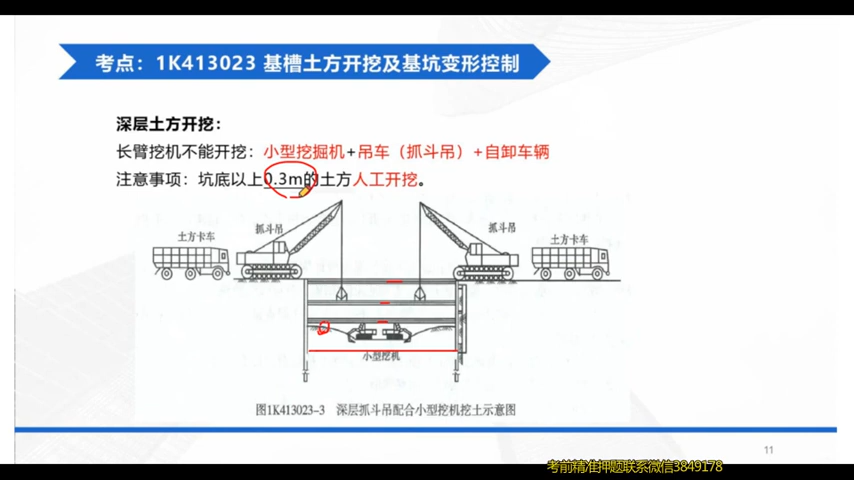 考点：1K413023 基槽土方开挖及基坑变形控制
深层土方开挖：
长臂挖机不能开挖：小型挖掘机+吊车（抓斗吊）+自卸车辆
注意事项：坑底以上0.3m的土方人工开挖。
土方卡车
抓斗吊
抓斗吊
土方卡车
小型挖机
图1K413023-3 深层抓斗吊配合小型挖机挖土示意图
11
考前精准押题联系微信3849178